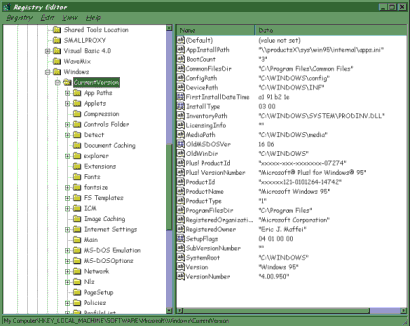 Registry Editor
Registry Edit View Help
Shared Tools Location
SMALLPROXY
Visual Basic 4.0
WaveMix
Windows
CurrentVersion
App Paths
Applets
Compression
Controls Folder
Detect
Document Caching
explorer
Extensions
Fonts
fontsize
FS Templates
ICM
Image Caching
Internet Settings
Main
MS-DOS Emulation
MS-DOSOptions
Network
Nls
PageSetup
Policies
ProfileList
Name Data
(Default) (value not set)
AppInstallPath "\\productsX\sys\win95\internal\apps.ini"
BootCount "3"
CommonFilesDir "C:\Program Files\Common Files"
ConfigPath "C:\WINDOWS\config"
DevicePath "C:\WINDOWS\INF"
FirstInstallDateTime a1 91 b2 1e
InstallType 03 00
InventoryPath "C:\WINDOWS\SYSTEM\PRODINV.DLL"
LicensingInfo ""
MediaPath "C:\WINDOWS\media"
OldMSDOSVer 16 06
OldWinDir "C:\WINDOWS"
Plus! ProductId "xxxxx-xxx-xxxxxxx-07274"
Plus! VersionNumber "Microsoft® Plus! for Windows® 95"
ProductId "xxxxxx121-0101264-14742"
ProductName "Microsoft Windows 95"
ProductType "1"
ProgramFilesDir "C:\Program Files"
RegisteredOrganizati... "Microsoft Corporation"
RegisteredOwner "Eric J. Maffei"
SetupFlags 04 01 00 00
SubVersionNumber ""
SystemRoot "C:\WINDOWS"
Version "Windows 95"
VersionNumber "4.00.950"
My Computer\HKEY_LOCAL_MACHINE\SOFTWARE\Microsoft\Windows\CurrentVersion